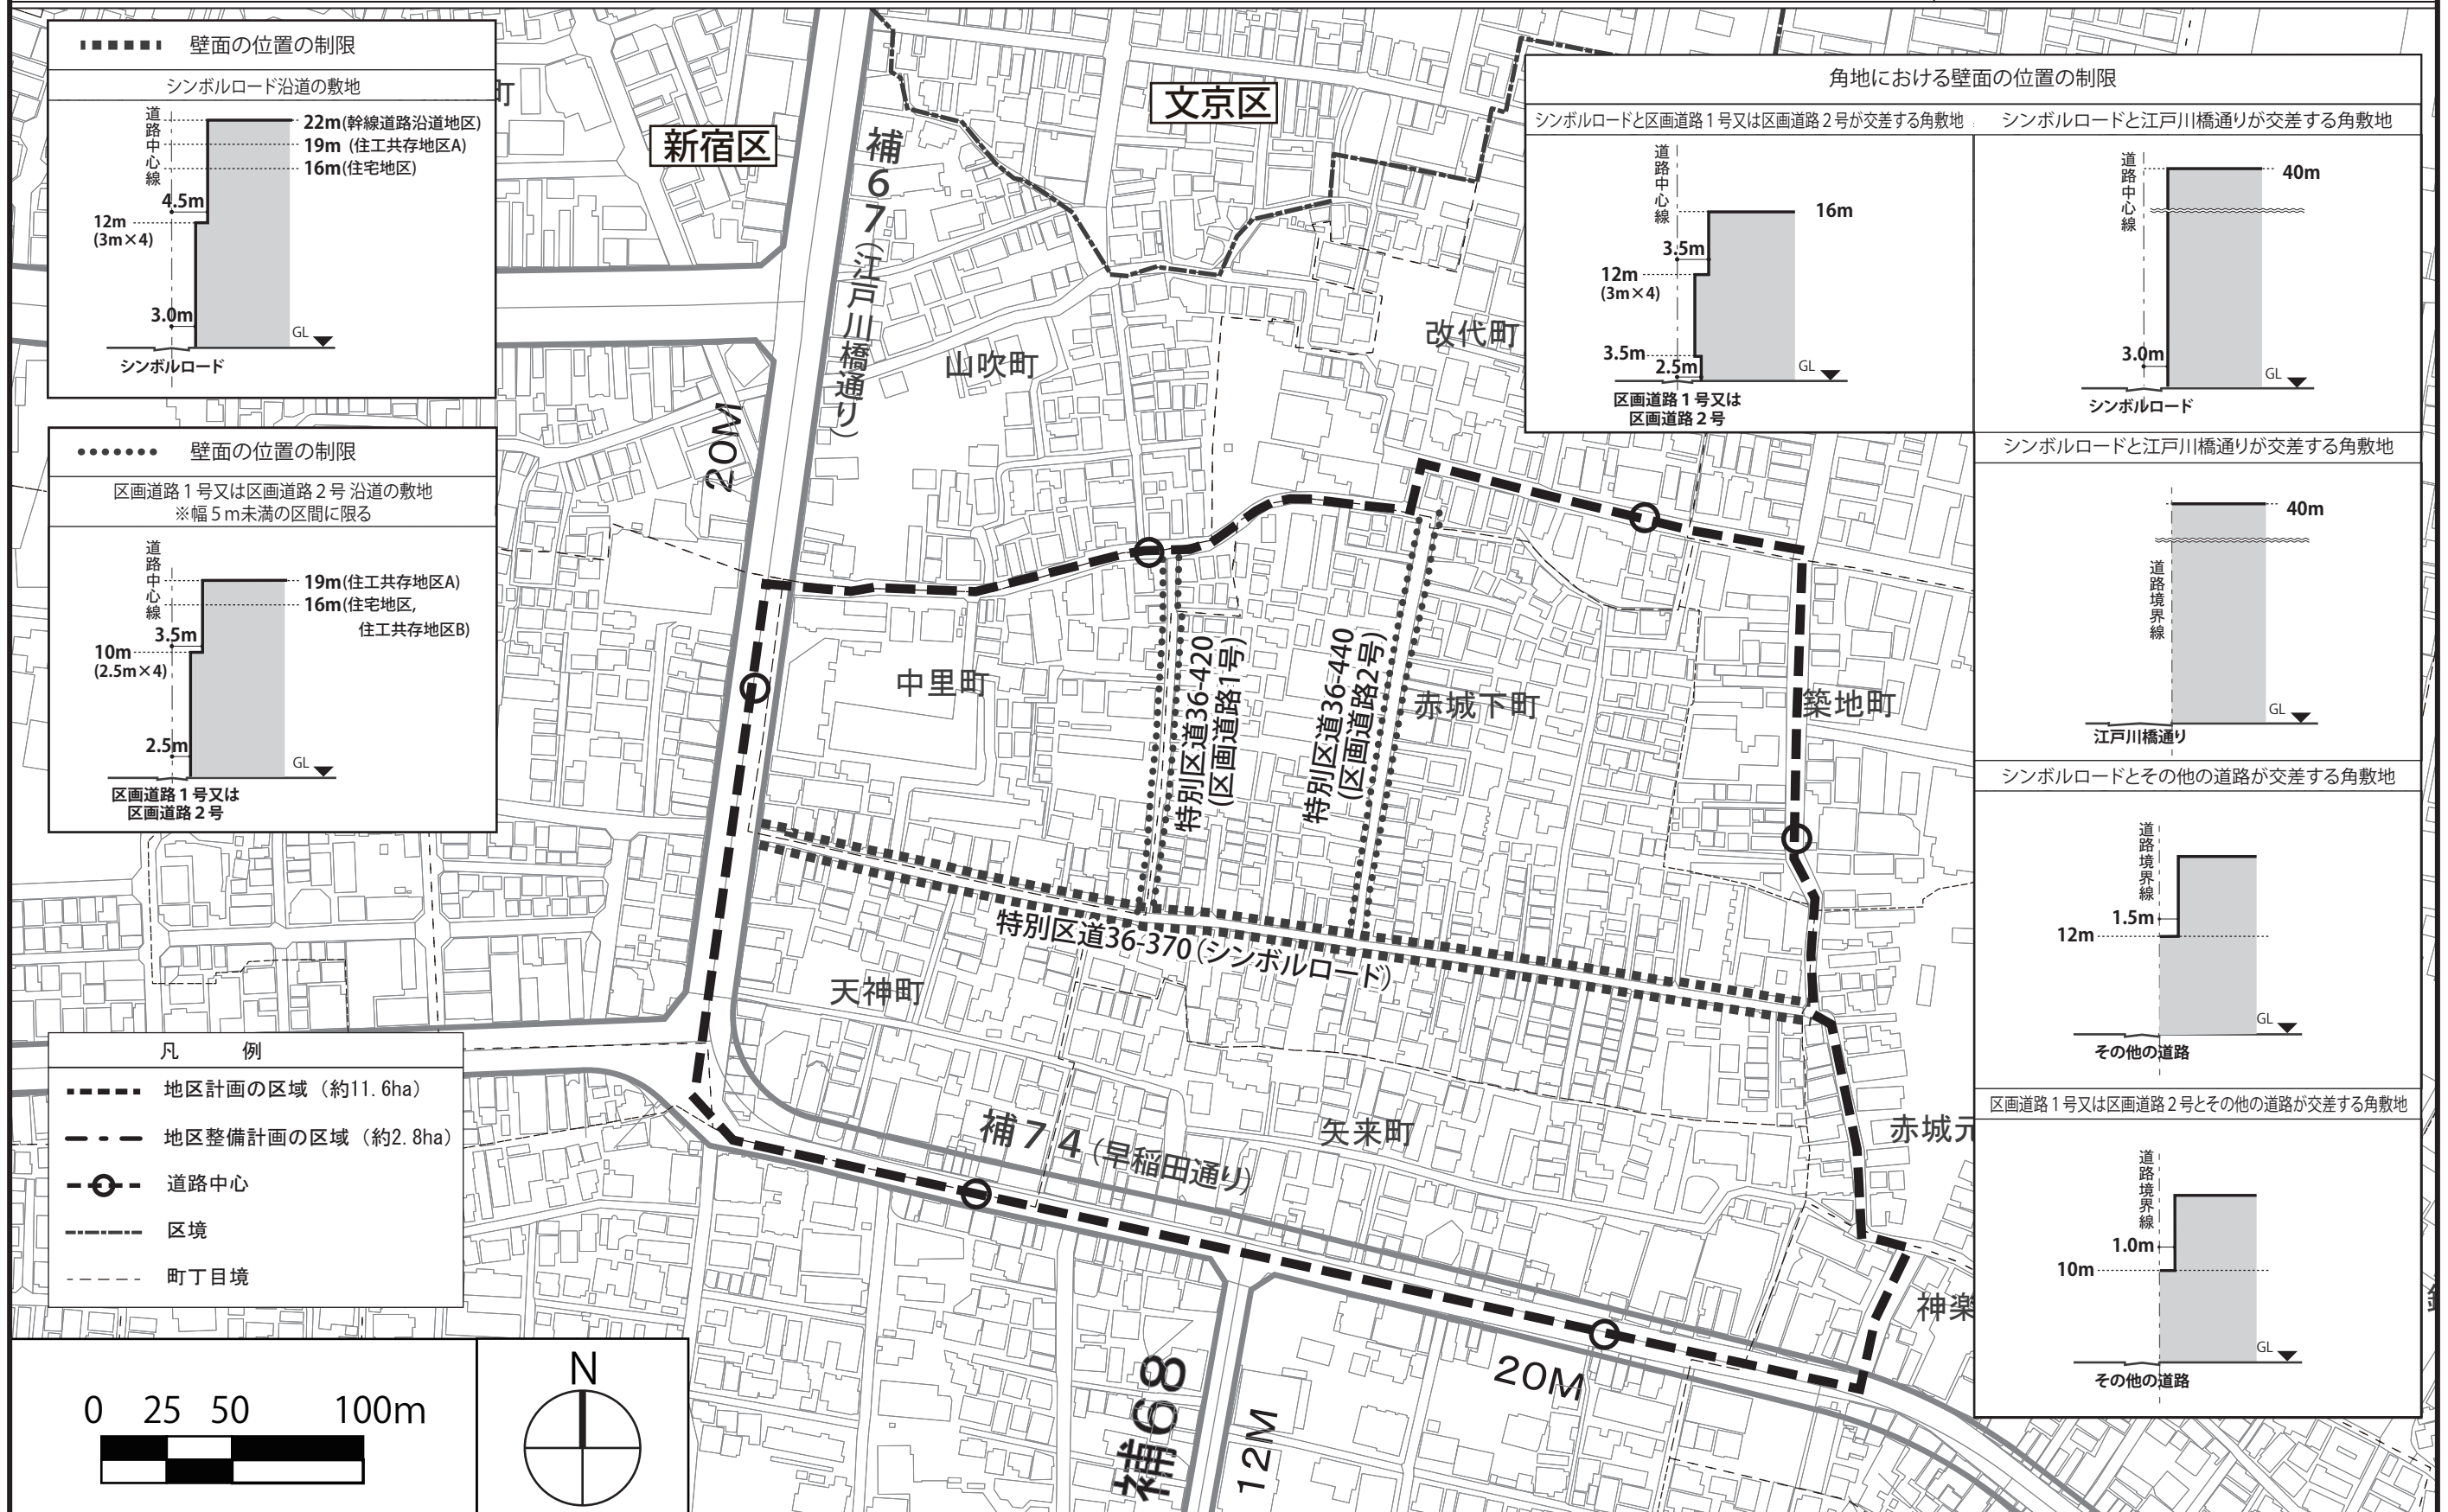 壁面の位置の制限
シンボルロード沿道の敷地
道路中心線
22m(幹線道路沿道地区)
19m (住工共存地区A)
16m(住宅地区)
4.5m
12m
(3m×4)
3.0m
GL
シンボルロード
壁面の位置の制限
区画道路1号又は区画道路2号 沿道の敷地
※幅5m未満の区間に限る
道路中心線
19m(住工共存地区A)
16m(住宅地区,
住工共存地区B)
3.5m
10m
(2.5m×4)
2.5m
GL
区画道路1号又は
区画道路2号
凡 例
地区計画の区域(約11.6ha)
地区整備計画の区域(約2.8ha)
道路中心
区境
町丁目境
0 25 50 100m
N
町
新宿区
文京区
補67(江戸川橋通り)
20M
山吹町
改代町
中里町
特別区道36-420
(区画道路1号)
特別区道36-440
(区画道路2号)
赤城下町
築地町
特別区道36-370(シンボルロード)
天神町
補74(早稲田通り)
矢来町
赤城元
神楽
20M
補68
12M
角地における壁面の位置の制限
シンボルロードと区画道路1号又は区画道路2号が交差する角敷地
道路中心線
16m
3.5m
12m
(3m×4)
3.5m
2.5m
GL
区画道路1号又は
区画道路2号
シンボルロードと江戸川橋通りが交差する角敷地
道路中心線
40m
3.0m
GL
シンボルロード
シンボルロードと江戸川橋通りが交差する角敷地
40m
道路境界線
GL
江戸川橋通り
シンボルロードとその他の道路が交差する角敷地
道路境界線
1.5m
12m
GL
その他の道路
区画道路1号又は区画道路2号とその他の道路が交差する角敷地
道路境界線
1.0m
10m
GL
その他の道路